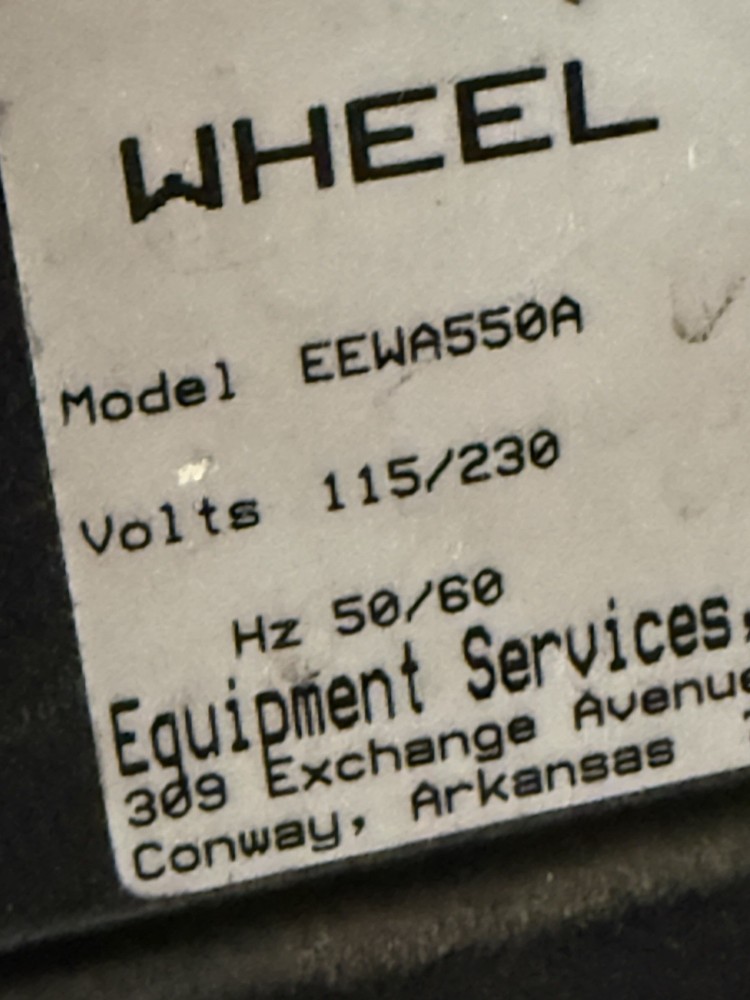 WHEEL
Model EEWA550A
Volts 115/230
Hz 50/60
Equipment Services,
309 Exchange Avenue
Conway, Arkansas